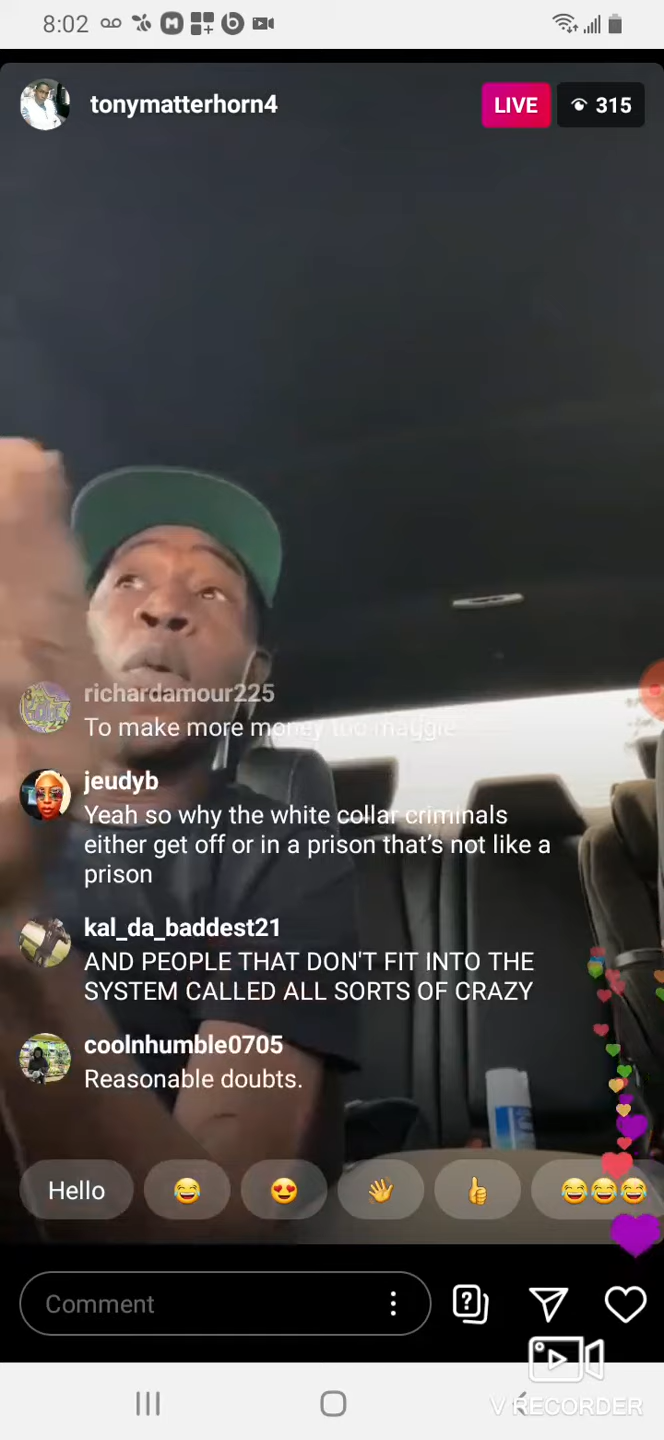 8:02
tonymatterhorn4
LIVE
315
richardamour225
To make more money too maggie
jeudyb
Yeah so why the white collar criminals
either get off or in a prison that's not like a
prison
kal_da_baddest21
AND PEOPLE THAT DON'T FIT INTO THE
SYSTEM CALLED ALL SORTS OF CRAZY
coolnhumble0705
Reasonable doubts.
Hello
Comment
V RECORDER